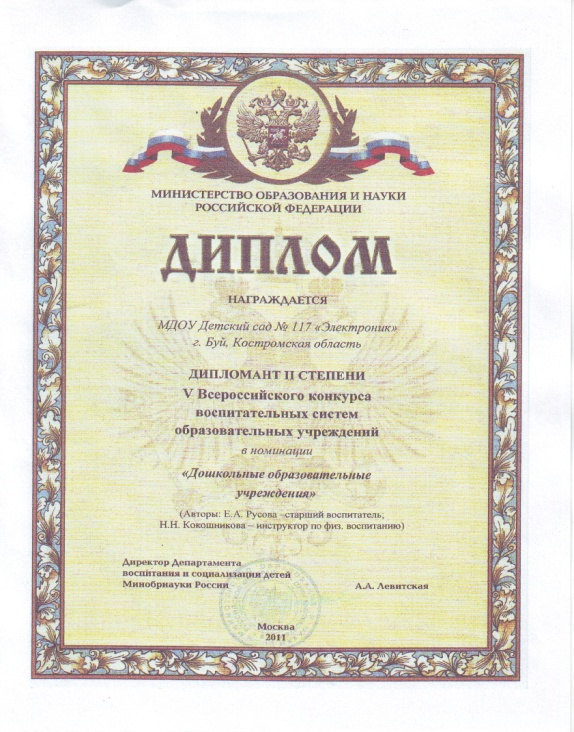 МИНИСТЕРСТВО ОБРАЗОВАНИЯ И НАУКИ
РОССИЙСКОЙ ФЕДЕРАЦИИ
ДИПЛОМ
НАГРАЖДАЕТСЯ
МДОУ Детский сад № 117 «Электроник»
г. Буй, Костромская область
ДИПЛОМАНТ II СТЕПЕНИ
V Всероссийского конкурса
воспитательных систем
образовательных учреждений
в номинации
«Дошкольные образовательные
учреждения»
(Авторы: Е.А. Русова –старший воспитатель;
Н.Н. Кокошникова – инструктор по физ. воспитанию)
Директор Департамента
воспитания и социализации детей
Минобрнауки России А.А. Левитская
Москва
2011